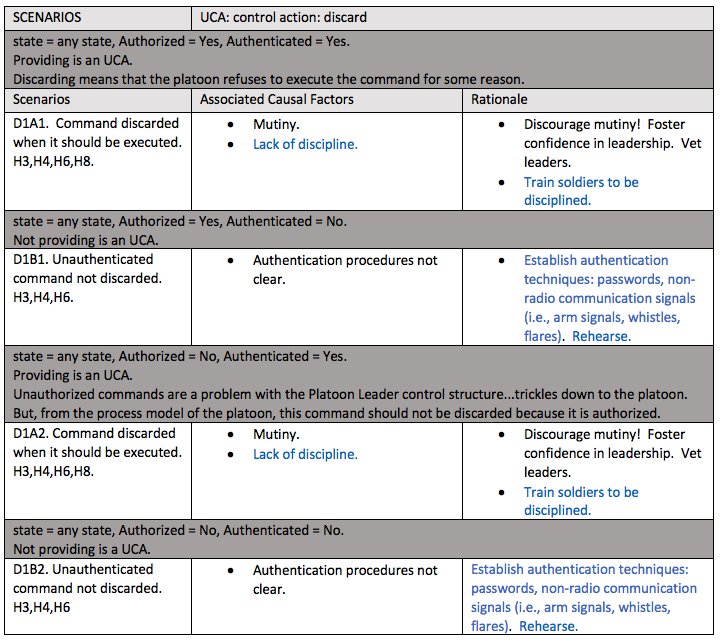 SCENARIOS
UCA: control action: discard
state = any state, Authorized = Yes, Authenticated = Yes.
Providing is an UCA.
Discarding means that the platoon refuses to execute the command for some reason.
Scenarios
Associated Causal Factors
Rationale
D1A1.  Command discarded
when it should be executed.
H3,H4,H6,H8.
• Mutiny.
• Lack of discipline.
• Discourage mutiny!  Foster
confidence in leadership.  Vet
leaders.
• Train soldiers to be
disciplined.
state = any state, Authorized = Yes, Authenticated = No.
Not providing is an UCA.
D1B1. Unauthenticated
command not discarded.
H3,H4,H6.
• Authentication procedures not
clear.
• Establish authentication
techniques: passwords, non-
radio communication signals
(i.e., arm signals, whistles,
flares).  Rehearse.
state = any state, Authorized = No, Authenticated = Yes.
Providing is an UCA.
Unauthorized commands are a problem with the Platoon Leader control structure...trickles down to the platoon.
But, from the process model of the platoon, this command should not be discarded because it is authorized.
D1A2. Command discarded
when it should be executed.
H3,H4,H6,H8.
• Mutiny.
• Lack of discipline.
• Discourage mutiny!  Foster
confidence in leadership.  Vet
leaders.
• Train soldiers to be
disciplined.
state = any state, Authorized = No, Authenticated = No.
Not providing is a UCA.
D1B2. Unauthenticated
command not discarded.
H3,H4,H6
• Authentication procedures not
clear.
Establish authentication techniques:
passwords, non-radio communication
signals (i.e., arm signals, whistles,
flares).  Rehearse.